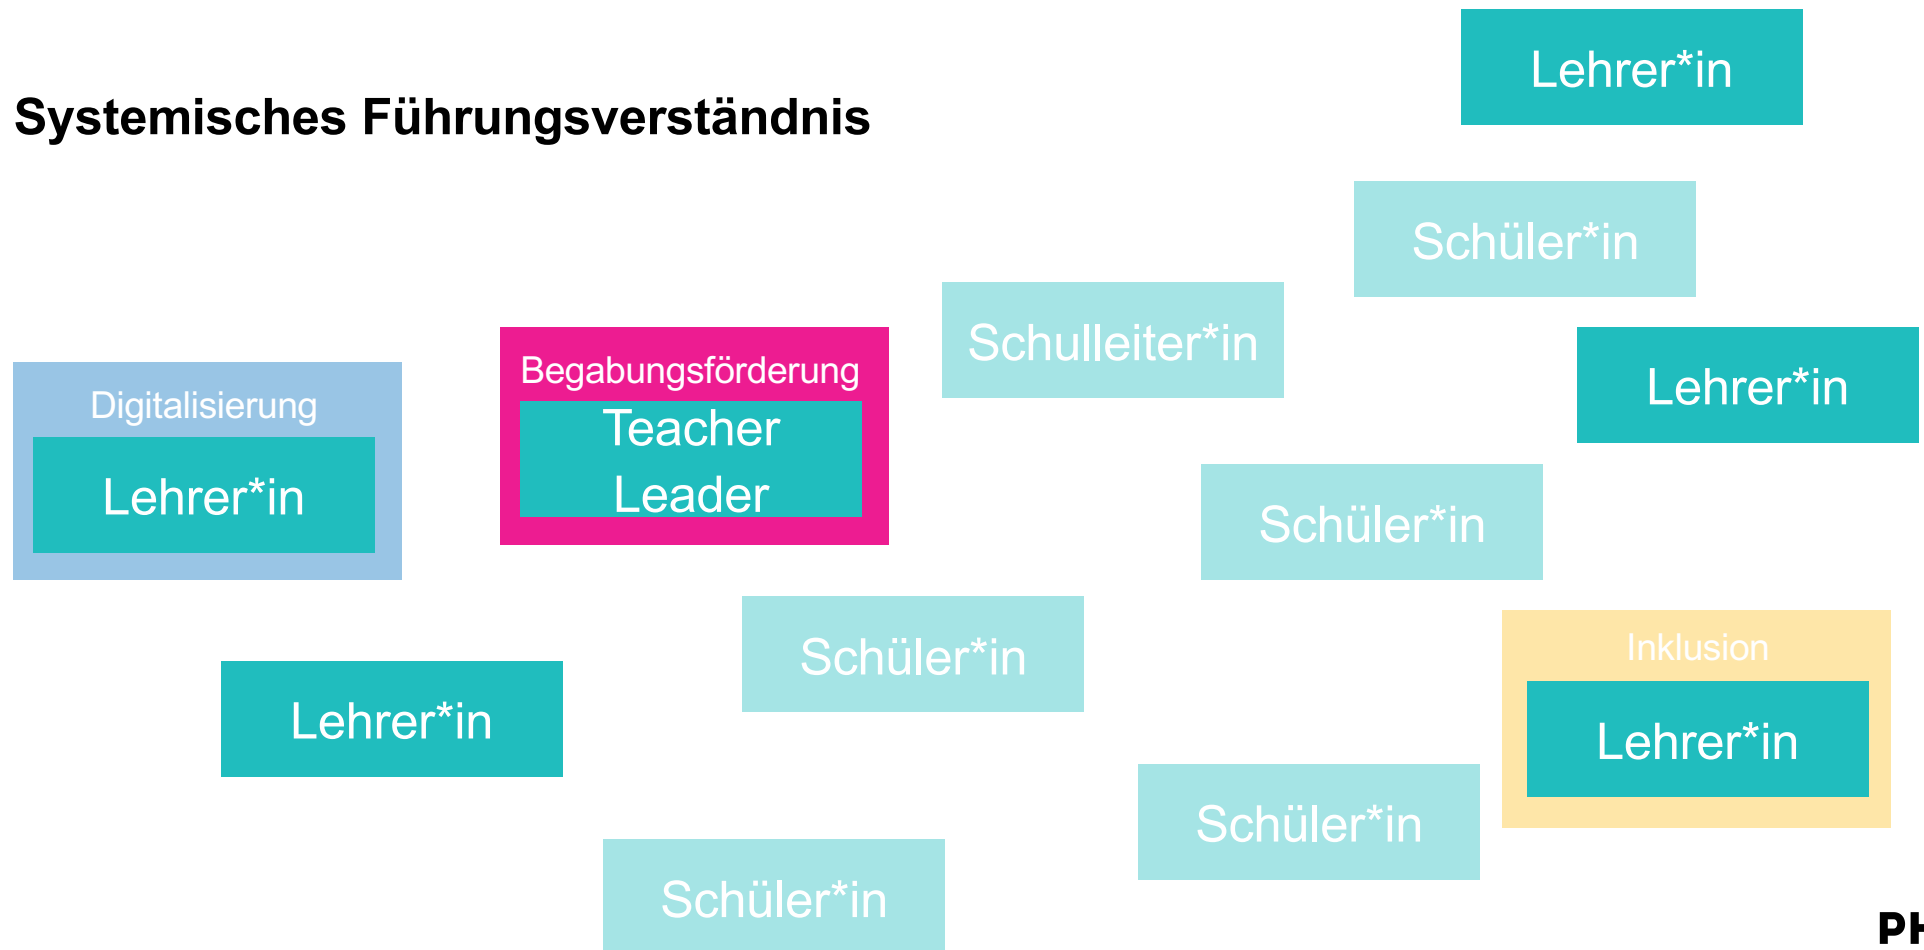 Lehrer*in
Systemisches Führungsverständnis
Schüler*in
Schulleiter*in
Begabungsförderung
Teacher
Leader
Lehrer*in
Digitalisierung
Lehrer*in
Schüler*in
Schüler*in
Inklusion
Lehrer*in
Lehrer*in
Schüler*in
Schüler*in
PH